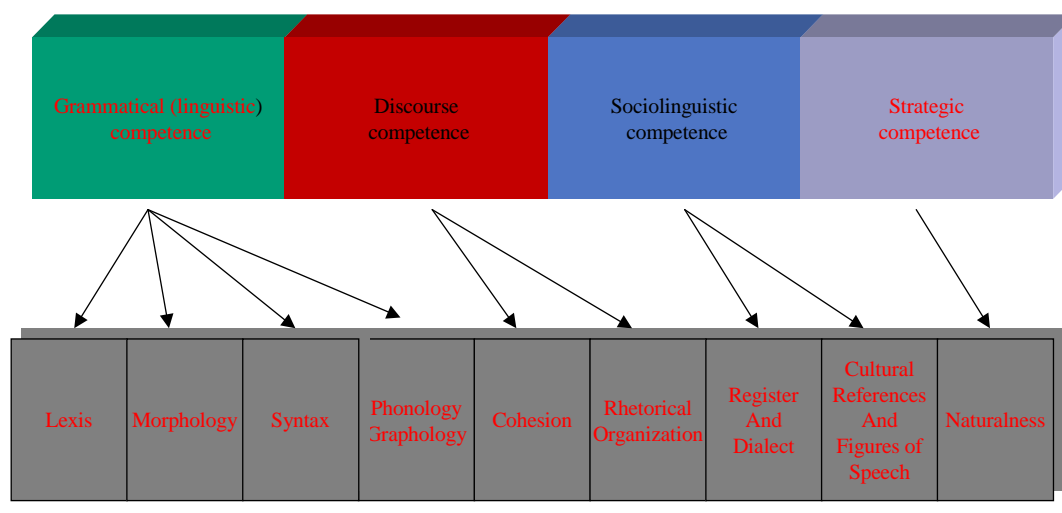 Grammatical (linguistic)
competence
Discourse
competence
Sociolinguistic
competence
Strategic
competence
Lexis
Morphology
Syntax
Phonology
Graphology
Cohesion
Rhetorical
Organization
Register
And
Dialect
Cultural
References
And
Figures of
Speech
Naturalness